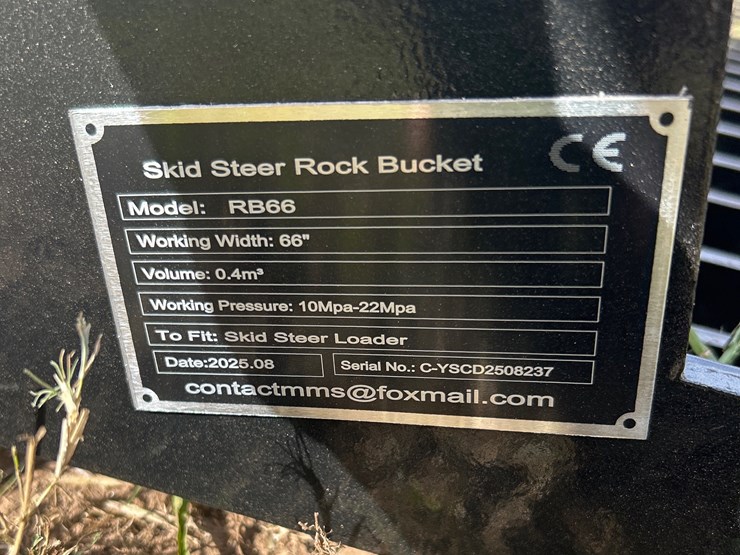 CE
Skid Steer Rock Bucket
Model: RB66
Working Width: 66"
Volume: 0.4m³
Working Pressure: 10Mpa-22Mpa
To Fit: Skid Steer Loader
Date:2025.08 Serial No.: C-YSCD2508237
contactmms@foxmail.com